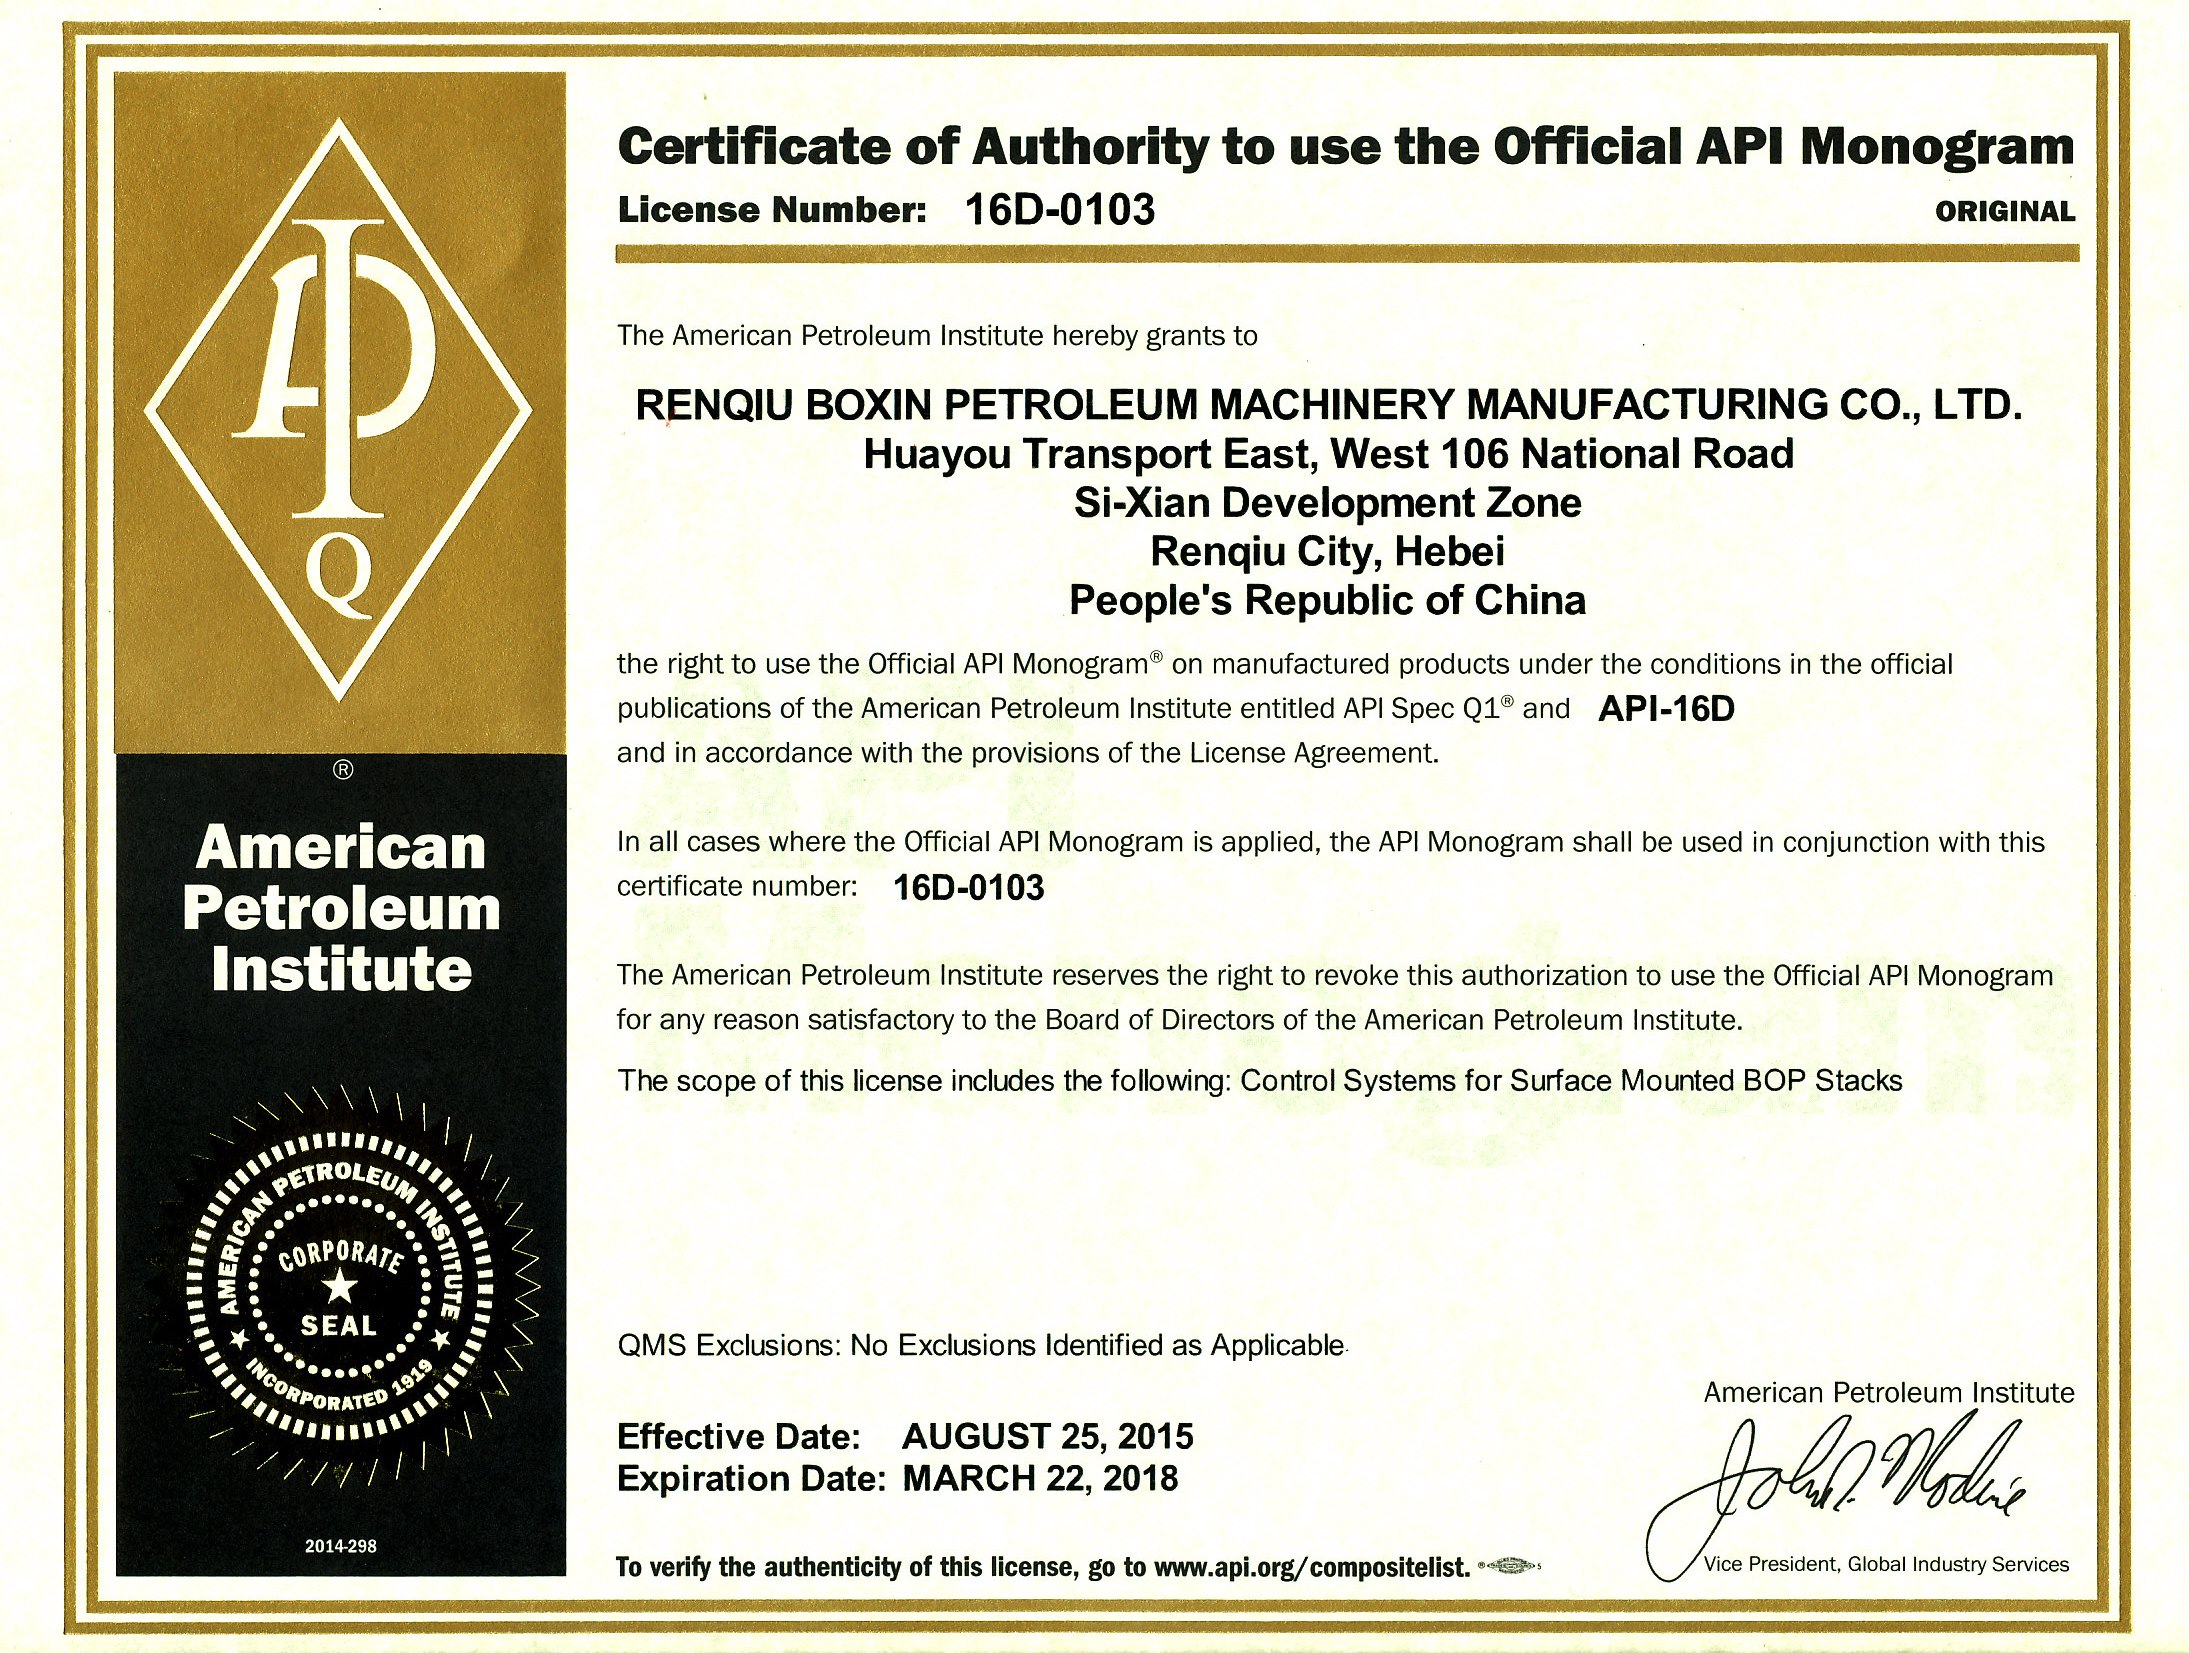 Certificate of Authority to use the Official API Monogram
License Number: 16D-0103
ORIGINAL
The American Petroleum Institute hereby grants to
RENQIU BOXIN PETROLEUM MACHINERY MANUFACTURING CO., LTD.
Huayou Transport East, West 106 National Road
Si-Xian Development Zone
Renqiu City, Hebei
People's Republic of China
the right to use the Official API Monogram® on manufactured products under the conditions in the official
publications of the American Petroleum Institute entitled API Spec Q1® and API-16D
and in accordance with the provisions of the License Agreement.
In all cases where the Official API Monogram is applied, the API Monogram shall be used in conjunction with this
certificate number: 16D-0103
The American Petroleum Institute reserves the right to revoke this authorization to use the Official API Monogram
for any reason satisfactory to the Board of Directors of the American Petroleum Institute.
The scope of this license includes the following: Control Systems for Surface Mounted BOP Stacks
QMS Exclusions: No Exclusions Identified as Applicable
Effective Date: AUGUST 25, 2015
Expiration Date: MARCH 22, 2018
To verify the authenticity of this license, go to www.api.org/compositelist.
American Petroleum Institute
John D. Modine
Vice President, Global Industry Services
API
Q
®
American
Petroleum
Institute
AMERICAN PETROLEUM INSTITUTE
CORPORATE
SEAL
INCORPORATED 1919
2014-298